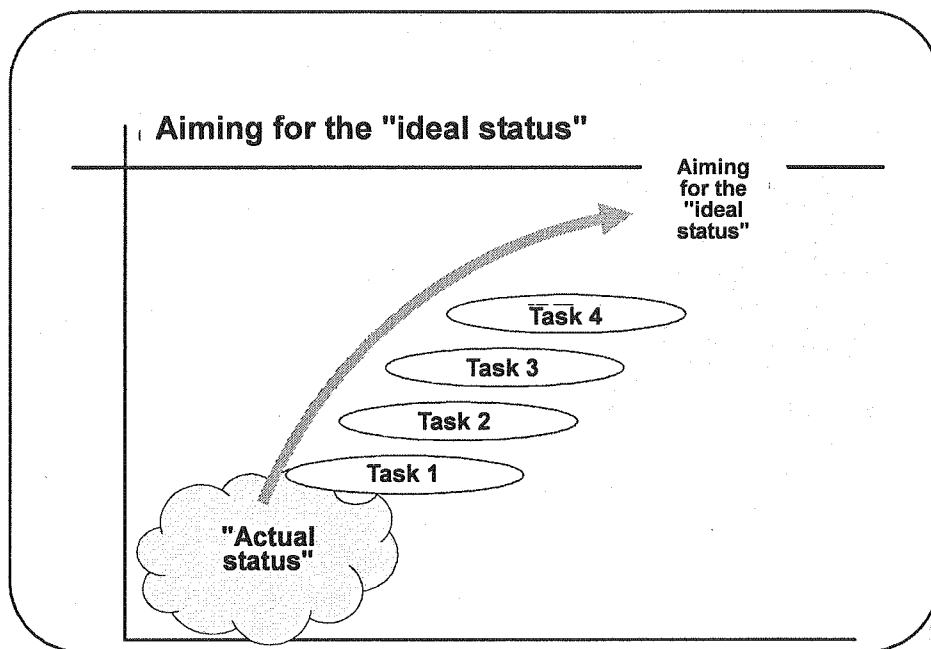 Aiming for the "ideal status"
Aiming
for the
"ideal
status"
Task 4
Task 3
Task 2
Task 1
"Actual
status"